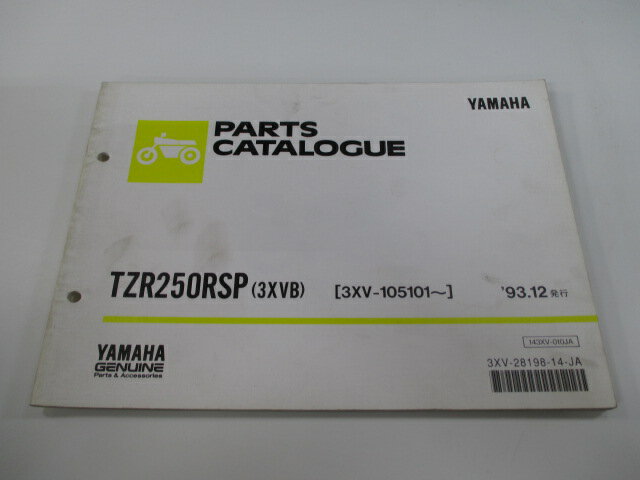 YAMAHA
PARTS
CATALOGUE
TZR250RSP (3XVB) [3XV-105101〜] '93.12 発行
143XV-010JA
YAMAHA
GENUINE
Parts & Accessories
3XV-28198-14-JA